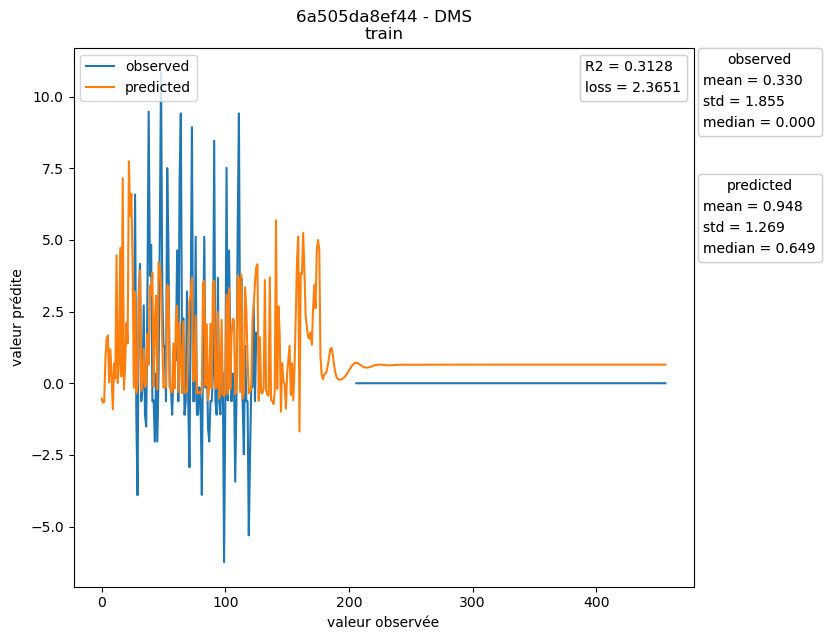 6a505da8ef44 - DMS
train
observed
predicted
R2 = 0.3128
loss = 2.3651
observed
mean = 0.330
std = 1.855
median = 0.000
predicted
mean = 0.948
std = 1.269
median = 0.649
valeur prédite
10.0
7.5
5.0
2.5
0.0
−2.5
−5.0
0
100
200
300
400
valeur observée